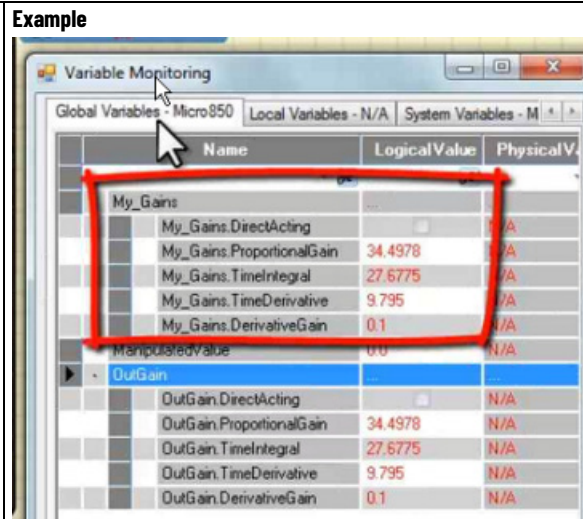 Example
Variable Monitoring
Global Variables - Micro850 Local Variables - N/A System Variables - M
Name LogicalValue PhysicalV
My_Gains ...
My_Gains.DirectActing N/A
My_Gains.ProportionalGain 34.4978 N/A
My_Gains.TimeIntegral 27.6775 N/A
My_Gains.TimeDerivative 9.795 N/A
My_Gains.DerivativeGain 0.1 N/A
ManipulatedValue 0.0 N/A
- OutGain ... ...
OutGain.DirectActing N/A
OutGain.ProportionalGain 34.4978 N/A
OutGain.TimeIntegral 27.6775 N/A
OutGain.TimeDerivative 9.795 N/A
OutGain.DerivativeGain 0.1 N/A